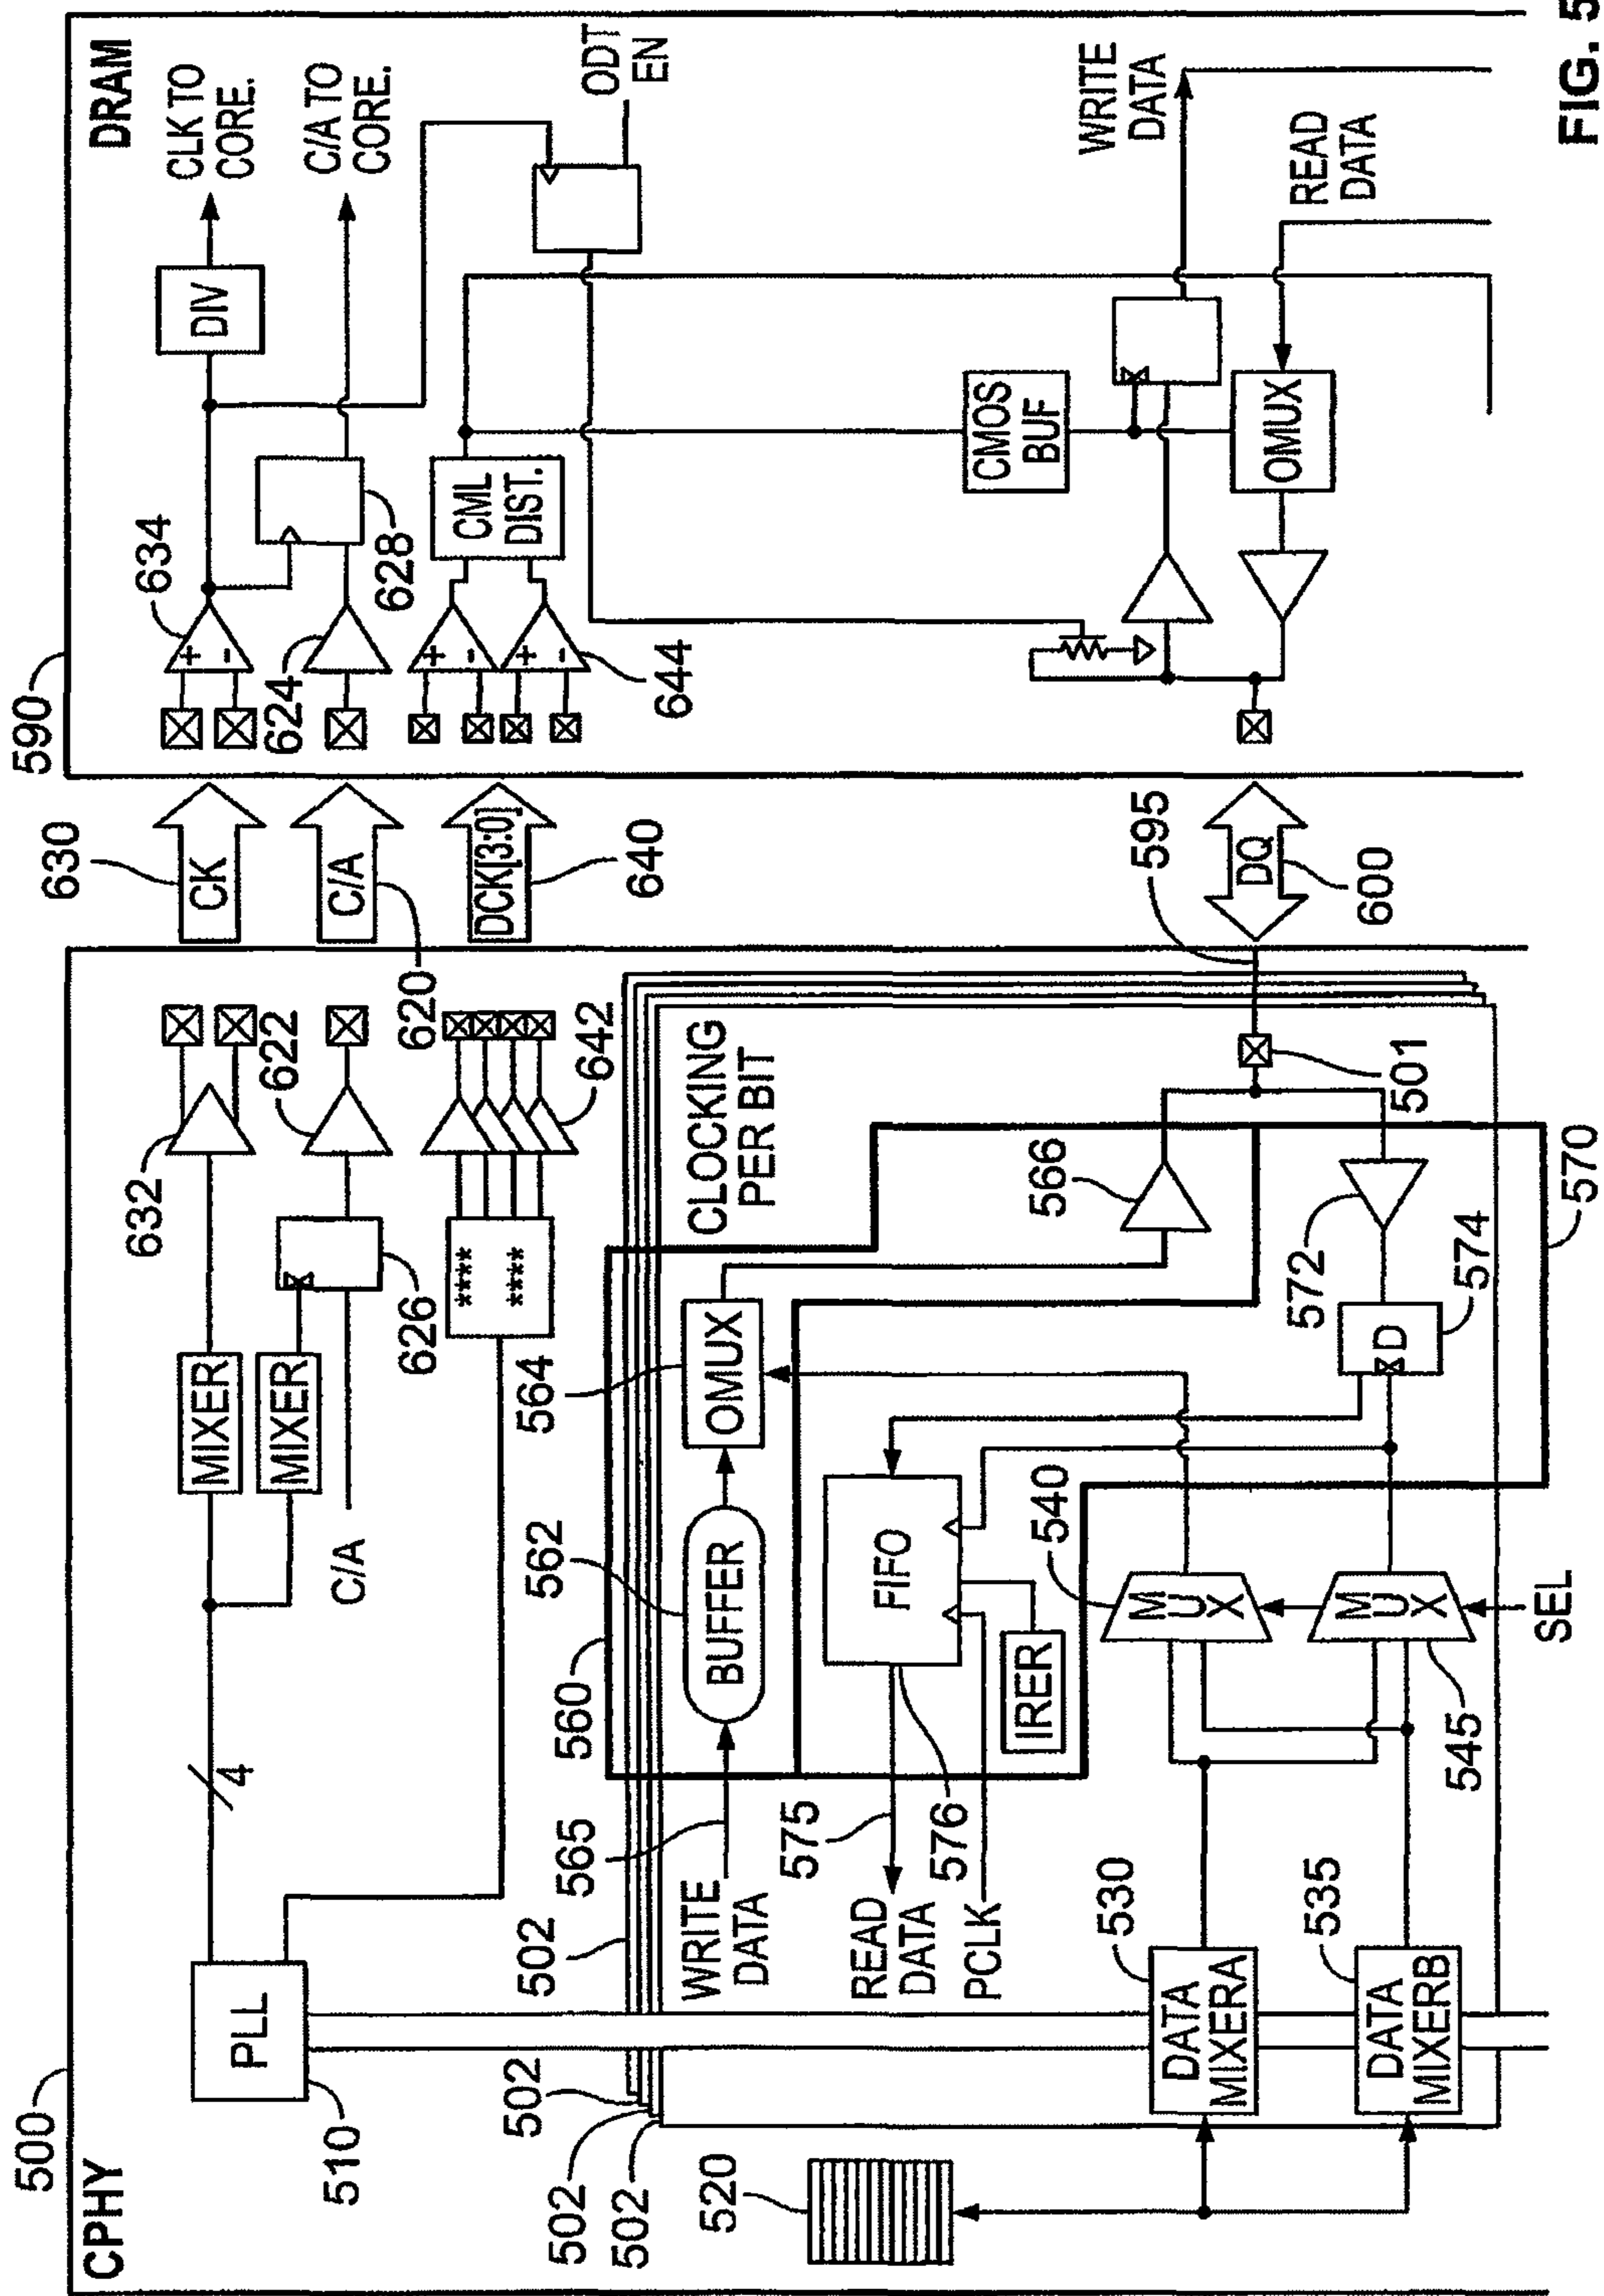 500
CPHY
PLL
510
4
MIXER
MIXER
C/A
632
622
626
****
****
642
630
CK
C/A
620
DCK[3:0]
640
590
DRAM
634
624
628
DIV
CLK TO
CORE.
C/A TO
CORE.
CML
DIST.
644
ODT
EN
502
502
502
502
CLOCKING
PER BIT
WRITE
DATA
565
560
562
BUFFER
564
OMUX
566
READ
DATA
575
576
FIFO
PCLK
IRER
520
530
DATA
MIXERA
535
DATA
MIXERB
540
MUX
545
MUX
SEL
572
574
D
570
501
595
DQ
600
CMOS
BUF
OMUX
WRITE
DATA
READ
DATA
FIG. 5